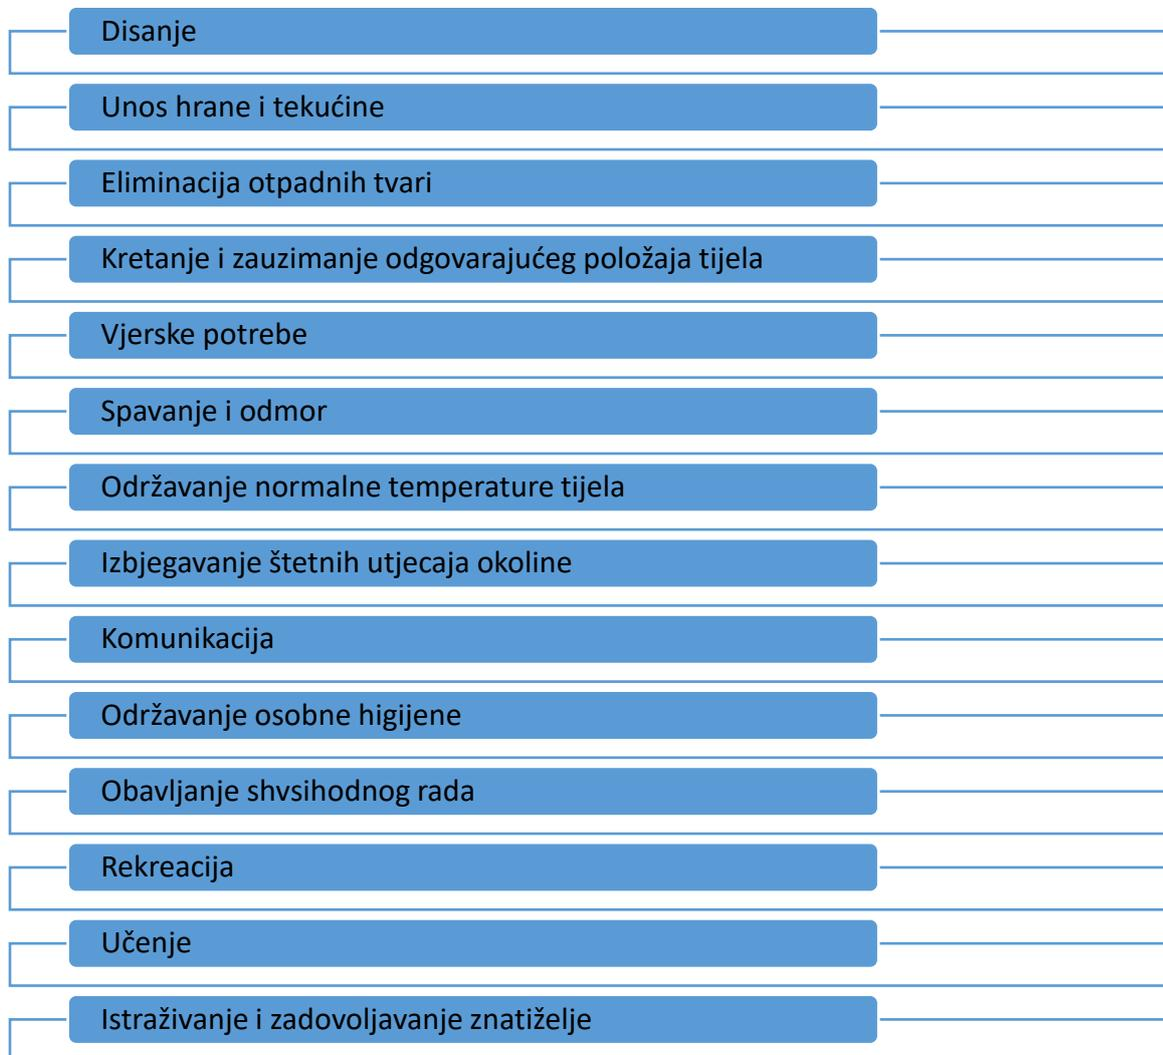 Disanje
Unos hrane i tekućine
Eliminacija otpadnih tvari
Kretanje i zauzimanje odgovarajućeg položaja tijela
Vjerske potrebe
Spavanje i odmor
Održavanje normalne temperature tijela
Izbjegavanje štetnih utjecaja okoline
Komunikacija
Održavanje osobne higijene
Obavljanje shvsihodnog rada
Rekreacija
Učenje
Istraživanje i zadovoljavanje znatiželje